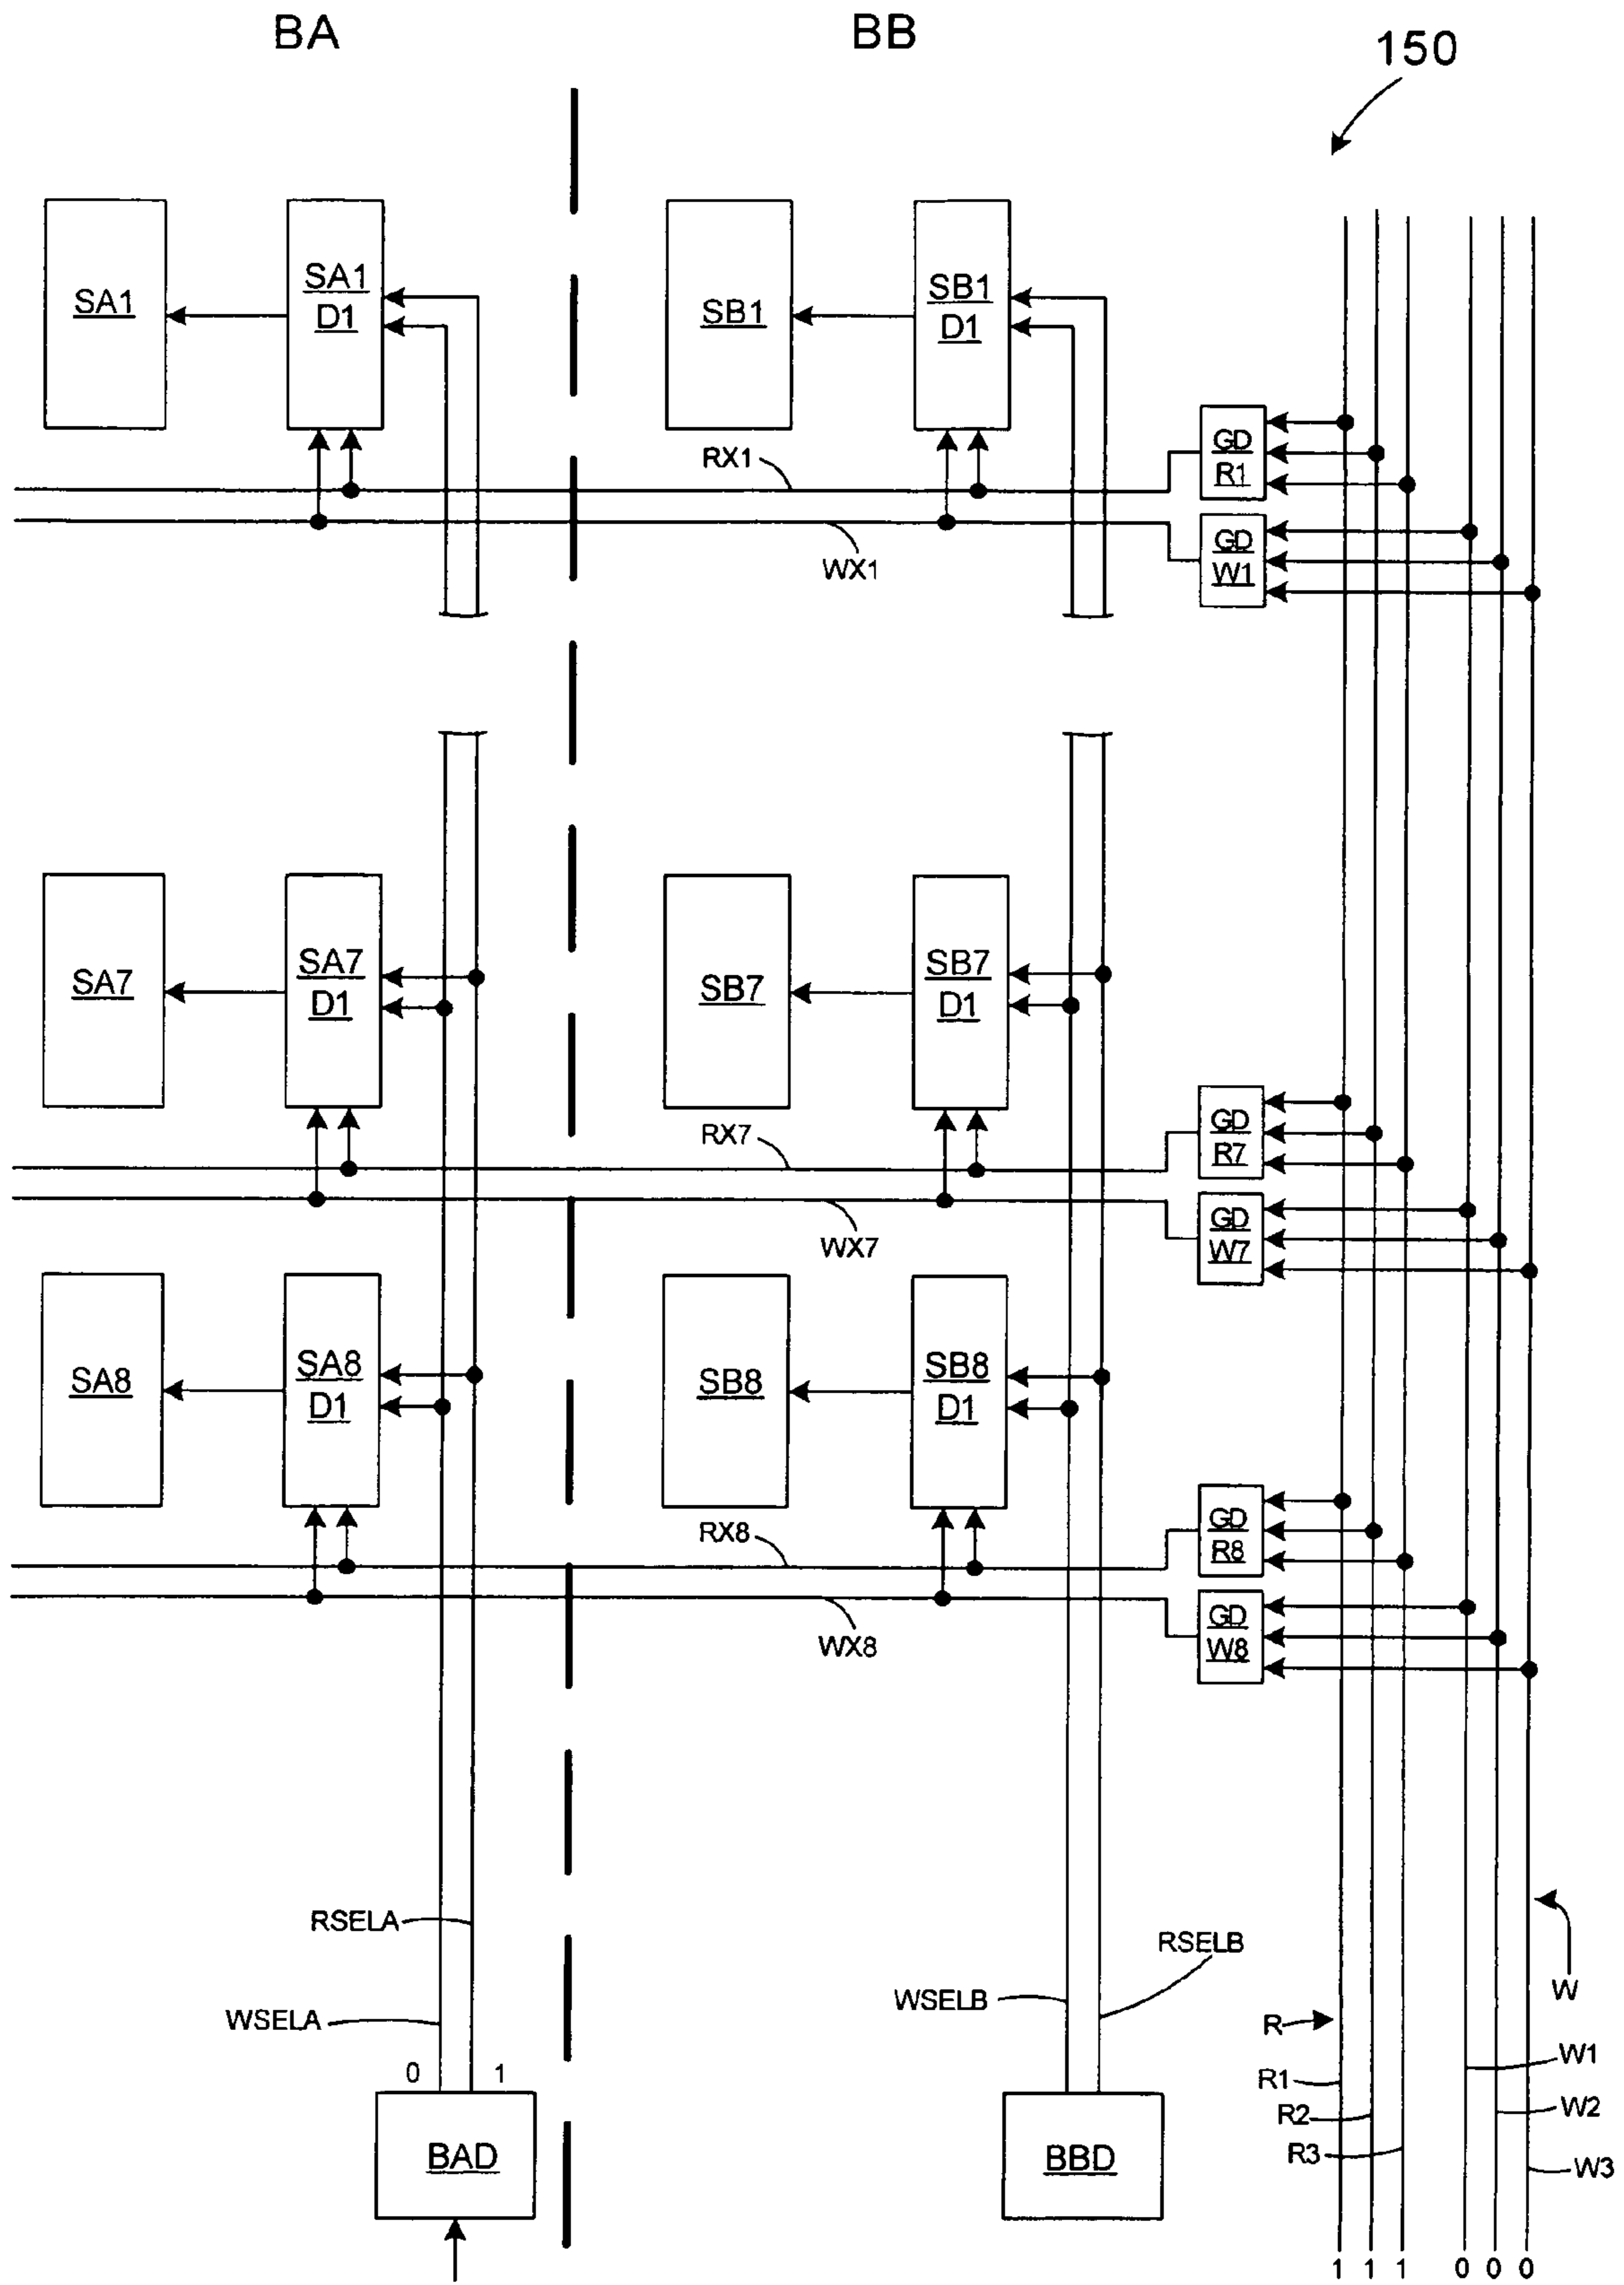 BA BB
150
SA1 SA1 D1 SB1 SB1 D1
RX1 GD R1
WX1 GD W1
SA7 SA7 D1 SB7 SB7 D1
RX7 GD R7
WX7 GD W7
SA8 SA8 D1 SB8 SB8 D1
RX8 GD R8
WX8 GD W8
RSELA RSELB
WSELA WSELB
R W
0 1
R1 W1
R2 W2
R3 W3
BAD BBD
1 1 1 0 0 0